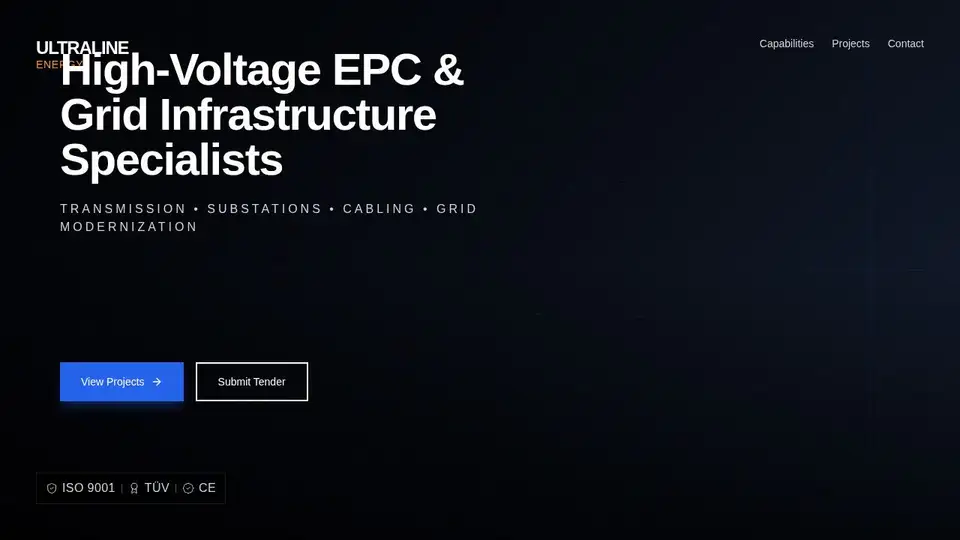 ULTRALINE
ENERGY
Capabilities
Projects
Contact
High-Voltage EPC &
Grid Infrastructure
Specialists
TRANSMISSION • SUBSTATIONS • CABLING • GRID
MODERNIZATION
View Projects →
Submit Tender
ISO 9001 | TÜV | CE